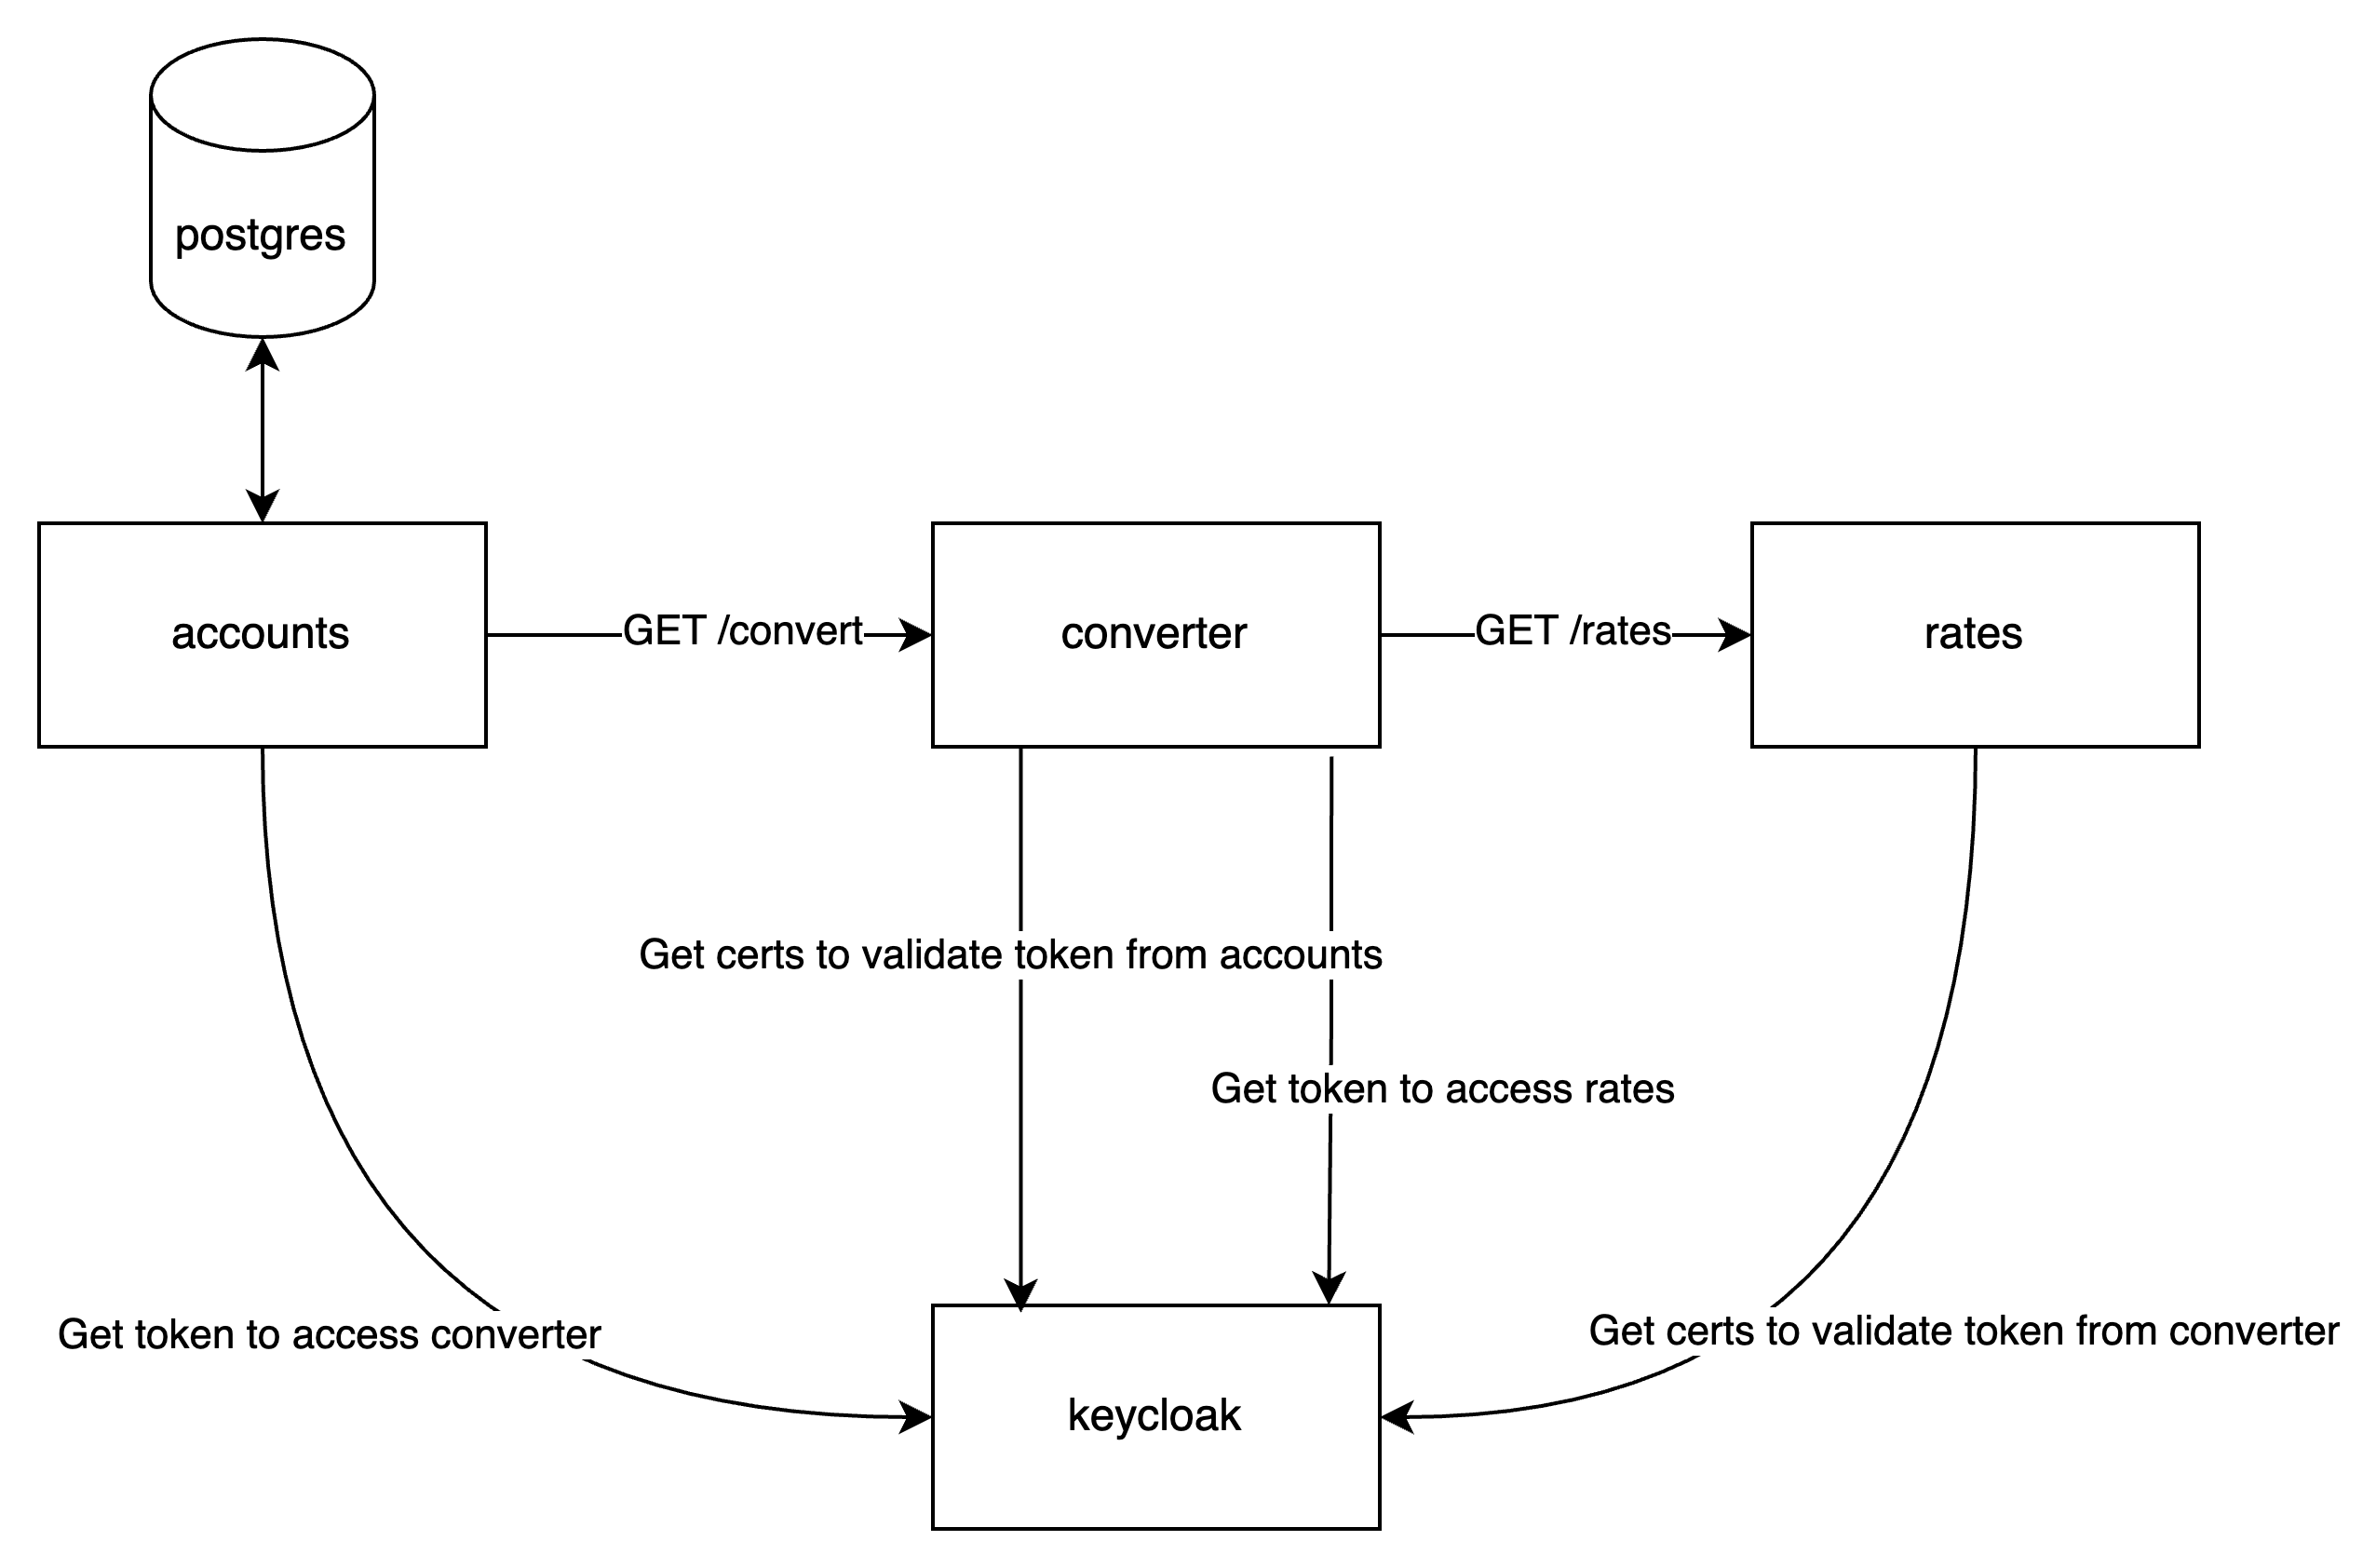 postgres
accounts
GET /convert
converter
GET /rates
rates
Get certs to validate token from accounts
Get token to access rates
Get token to access converter
Get certs to validate token from converter
keycloak